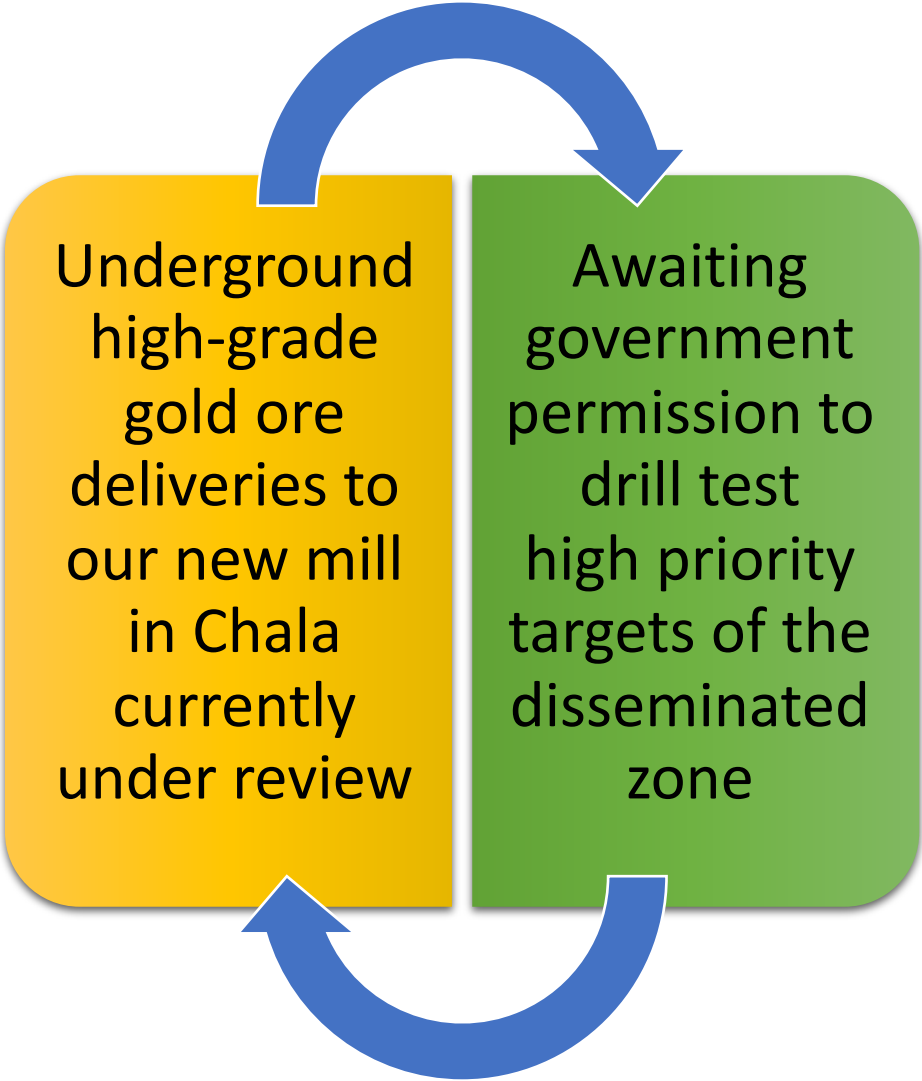 Underground
high-grade
gold ore
deliveries to
our new mill
in Chala
currently
under review
Awaiting
government
permission to
drill test
high priority
targets of the
disseminated
zone